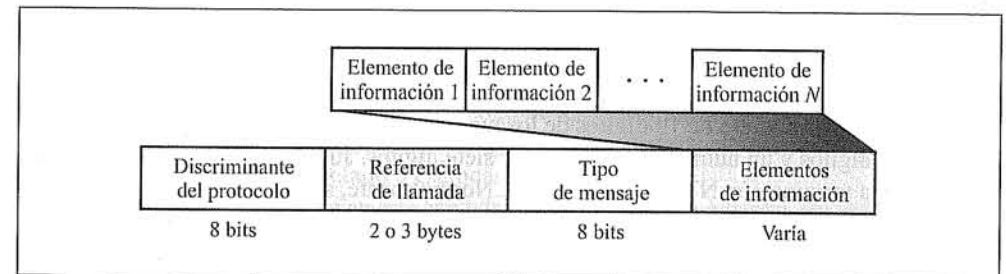 Elemento de información 1
Elemento de información 2
. . .
Elemento de información N
Discriminante del protocolo
Referencia de llamada
Tipo de mensaje
Elementos de información
8 bits
2 o 3 bytes
8 bits
Varía